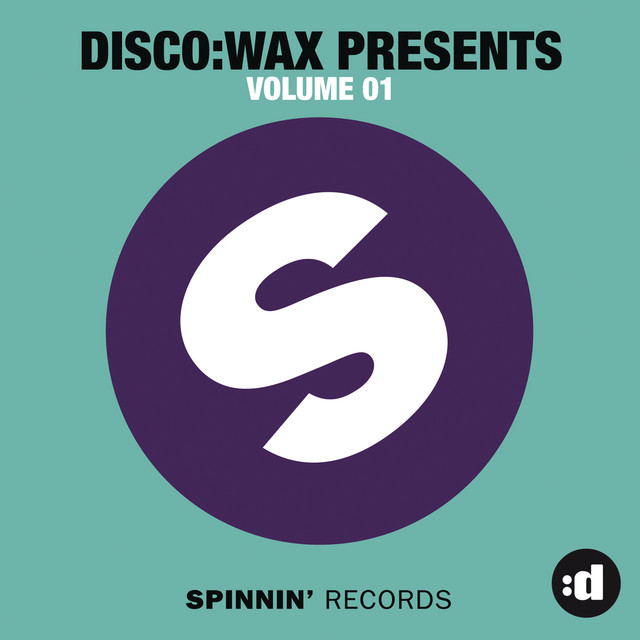 DISCO:WAX PRESENTS
VOLUME 01
S
SPINNIN' RECORDS
:d